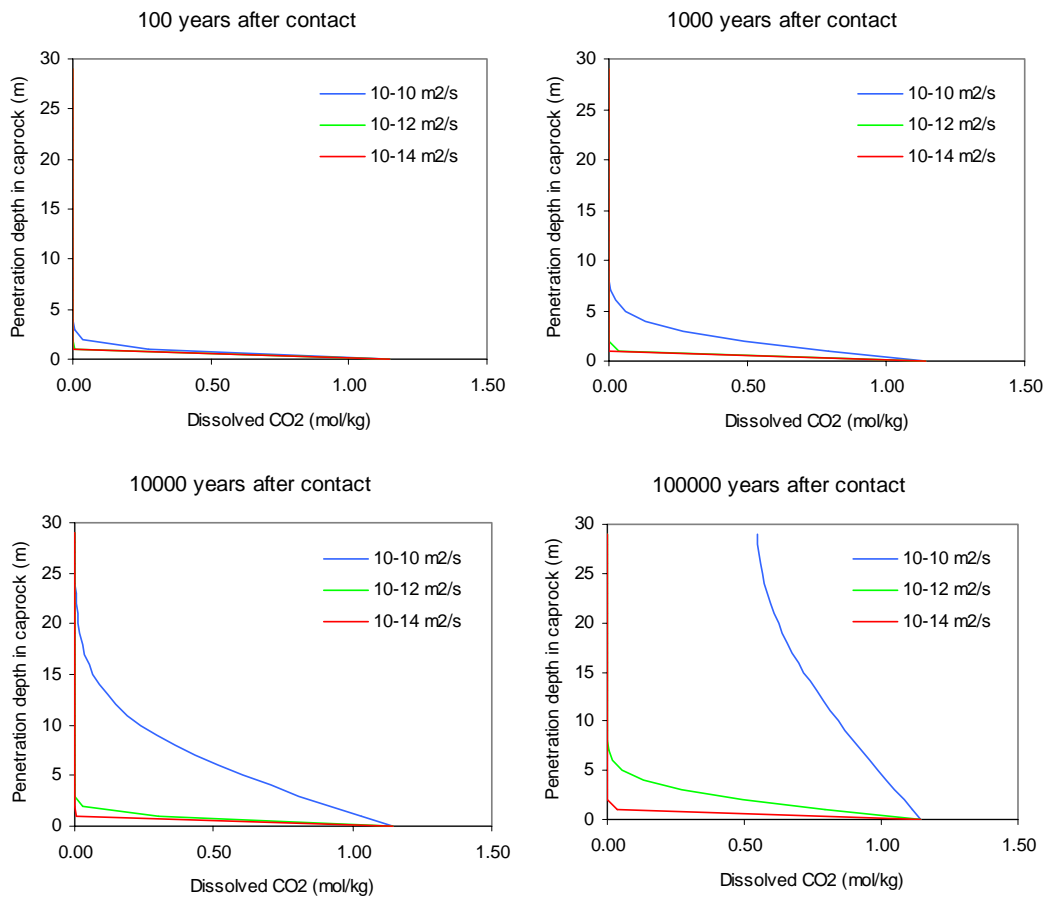 100 years after contact
30
25
20
15
10
5
0
0.00 0.50 1.00 1.50
Penetration depth in caprock (m)
Dissolved CO2 (mol/kg)
10-10 m2/s
10-12 m2/s
10-14 m2/s
1000 years after contact
30
25
20
15
10
5
0
0.00 0.50 1.00 1.50
Penetration depth in caprock (m)
Dissolved CO2 (mol/kg)
10-10 m2/s
10-12 m2/s
10-14 m2/s
10000 years after contact
30
25
20
15
10
5
0
0.00 0.50 1.00 1.50
Penetration depth in caprock (m)
Dissolved CO2 (mol/kg)
10-10 m2/s
10-12 m2/s
10-14 m2/s
100000 years after contact
30
25
20
15
10
5
0
0.00 0.50 1.00 1.50
Penetration depth in caprock (m)
Dissolved CO2 (mol/kg)
10-10 m2/s
10-12 m2/s
10-14 m2/s